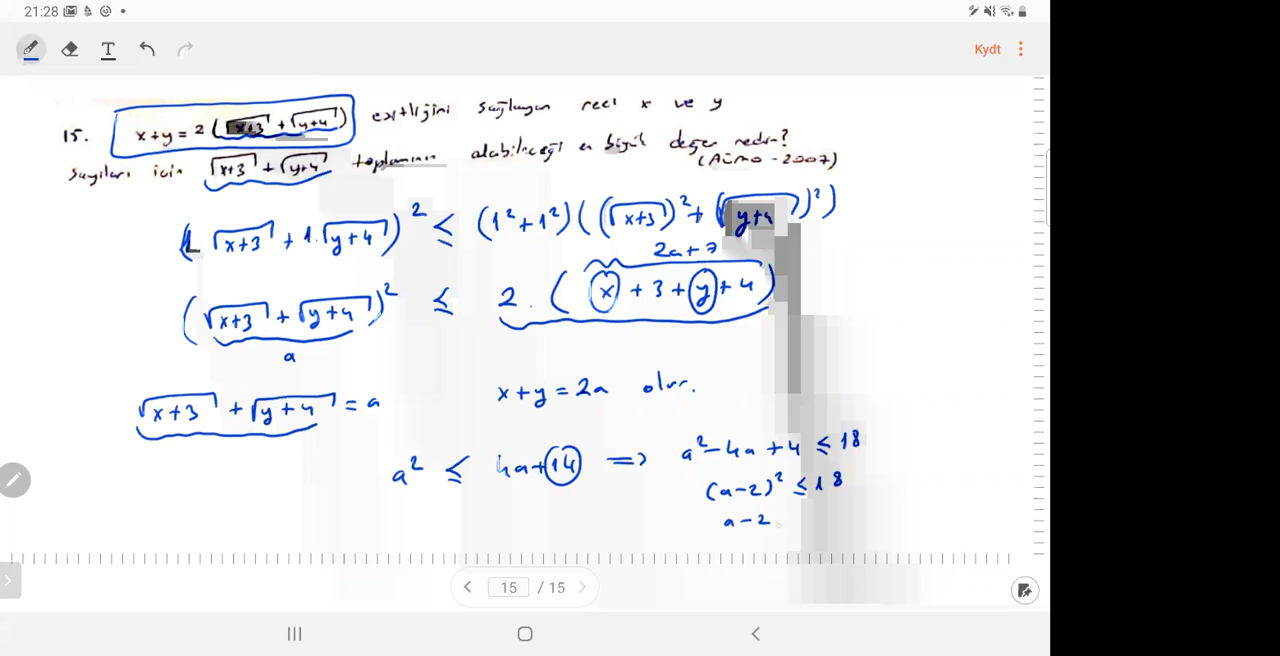 21:28
T
Kydt
15. x+y = 2 (√x+3 + √y+4) eşitliğini sağlayan reel x ve y
sayıları için √x+3 + √y+4 toplamının alabileceği en büyük değer nedir?
(AİMO - 2007)
(1. √x+3 + 1. √y+4)² ≤ (1²+1²) ((√x+3)² + (√y+4)²)
2a+7
(√x+3 + √y+4)² ≤ 2. (x + 3 + y + 4)
a
√x+3 + √y+4 = a x+y = 2a olur.
a² ≤ 4a+14 => a²-4a+4 ≤ 18
(a-2)² ≤ 18
a-2
15 / 15